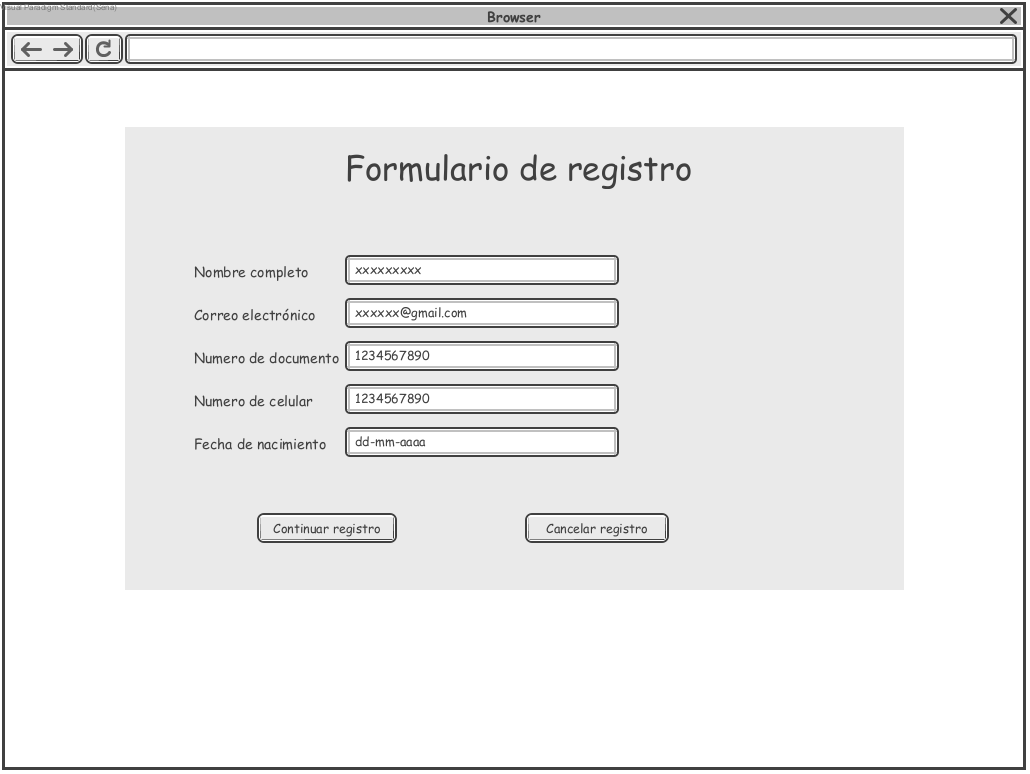 Visual Paradigm Standard(Sena)
Browser
Formulario de registro
Nombre completo xxxxxxxxx
Correo electrónico xxxxxx@gmail.com
Numero de documento 1234567890
Numero de celular 1234567890
Fecha de nacimiento dd-mm-aaaa
Continuar registro Cancelar registro